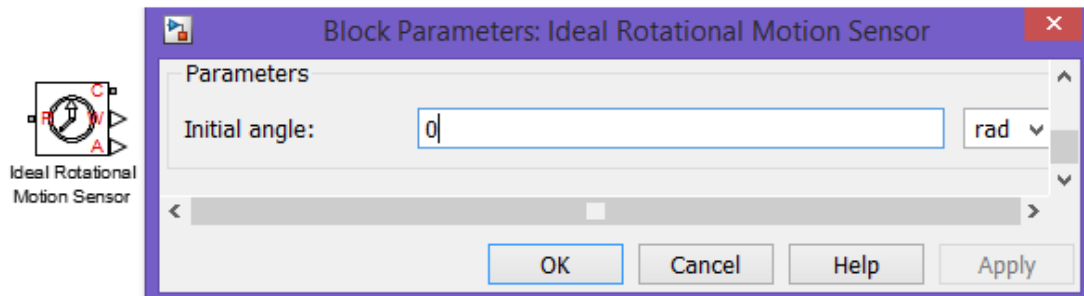 Block Parameters: Ideal Rotational Motion Sensor
Parameters
Initial angle: 0 rad
OK Cancel Help Apply
C
R W
A
Ideal Rotational
Motion Sensor